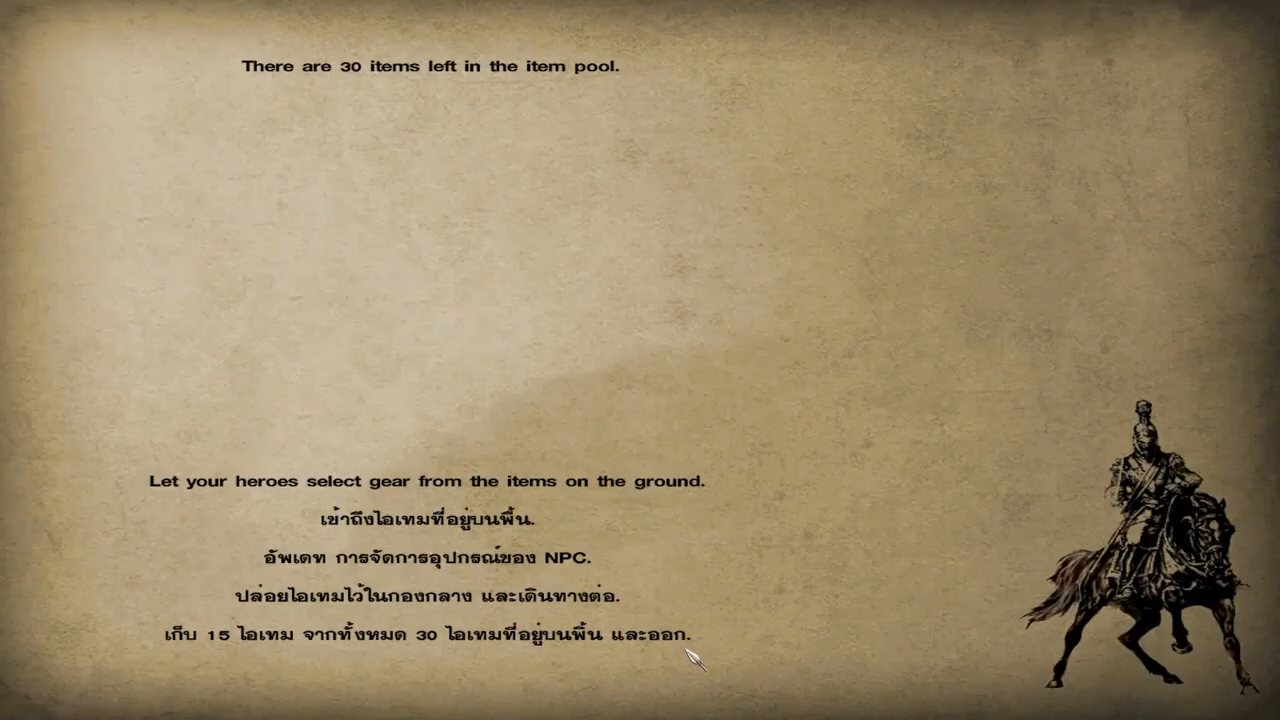 There are 30 items left in the item pool.
Let your heroes select gear from the items on the ground.
เข้าถึงไอเทมที่อยู่บนพื้น.
อัพเดท การจัดการอุปกรณ์ของ NPC.
ปล่อยไอเทมไว้ในกองกลาง และเดินทางต่อ.
เก็บ 15 ไอเทม จากทั้งหมด 30 ไอเทมที่อยู่บนพื้น และออก.